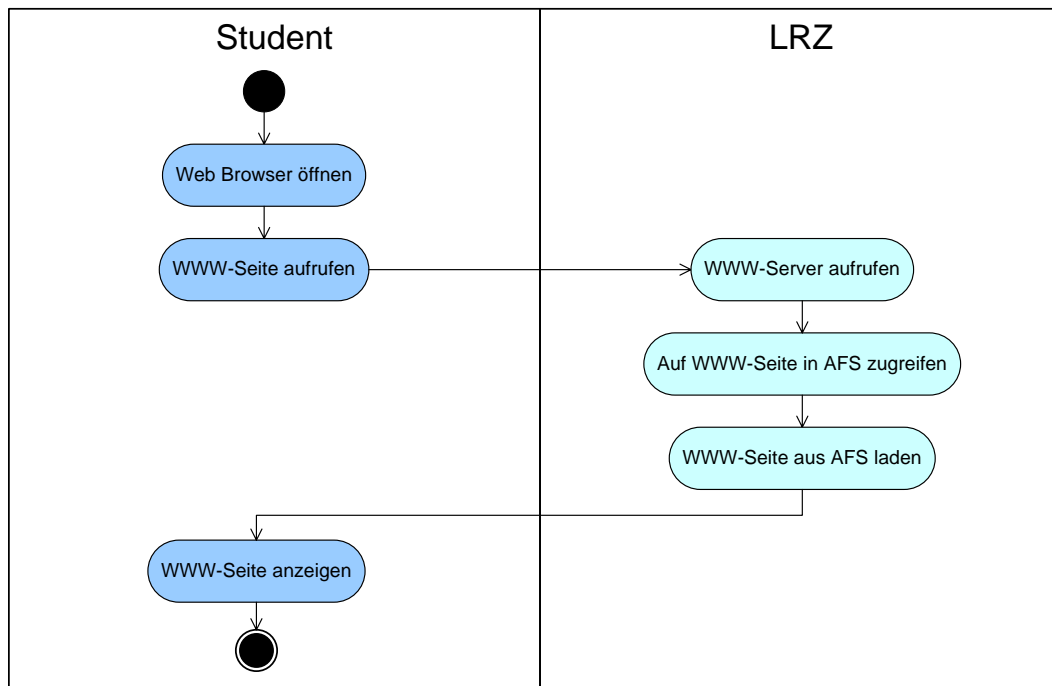 Student
LRZ
Web Browser öffnen
WWW-Seite aufrufen
WWW-Server aufrufen
Auf WWW-Seite in AFS zugreifen
WWW-Seite aus AFS laden
WWW-Seite anzeigen